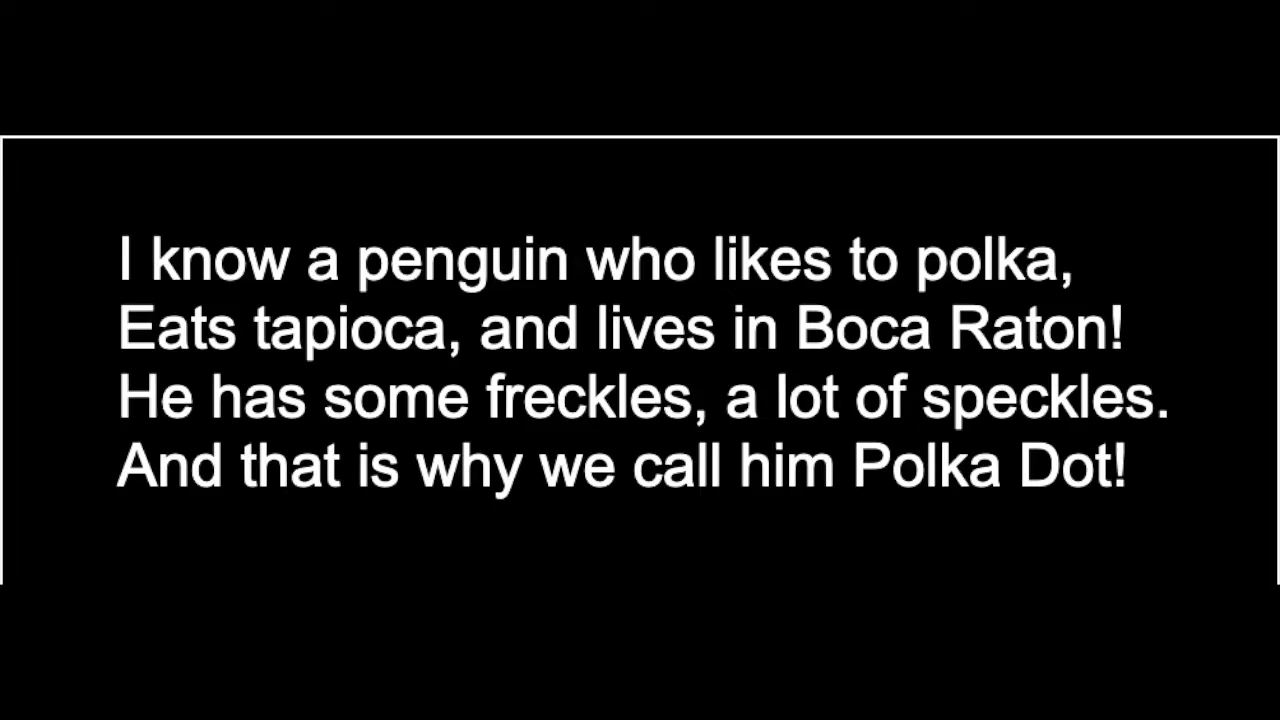 I know a penguin who likes to polka,
Eats tapioca, and lives in Boca Raton!
He has some freckles, a lot of speckles.
And that is why we call him Polka Dot!